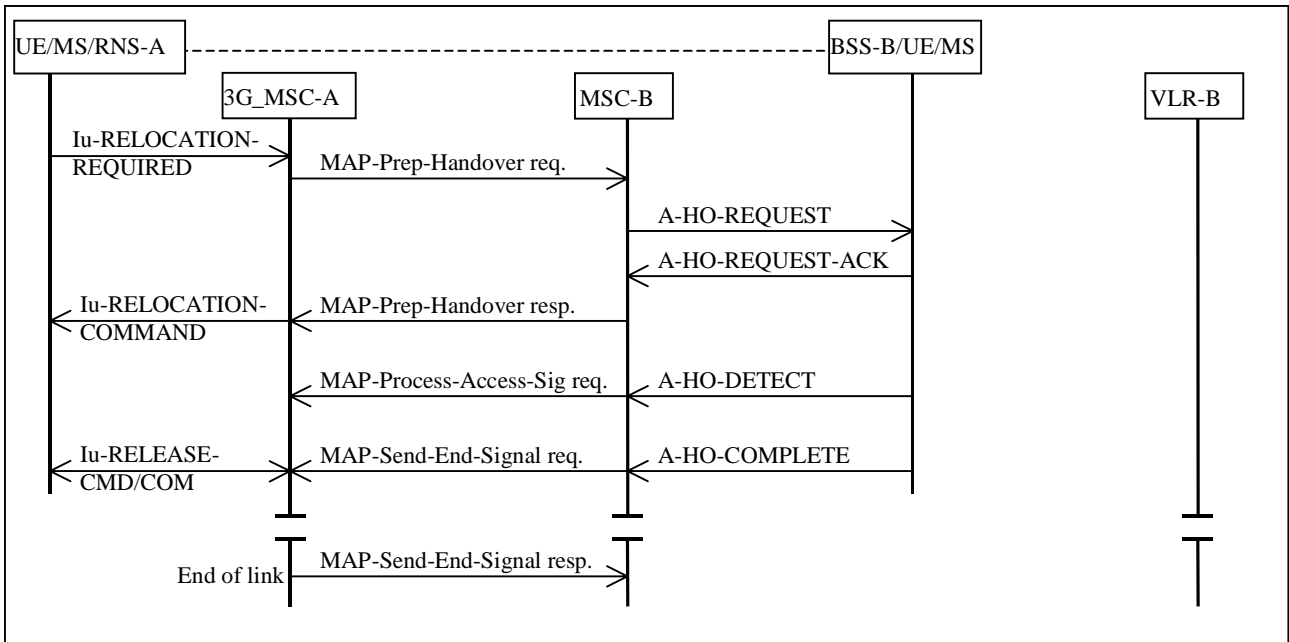 UE/MS/RNS-A
BSS-B/UE/MS
3G_MSC-A
MSC-B
VLR-B
Iu-RELOCATION-
REQUIRED
MAP-Prep-Handover req.
A-HO-REQUEST
A-HO-REQUEST-ACK
Iu-RELOCATION-
COMMAND
MAP-Prep-Handover resp.
MAP-Process-Access-Sig req.
A-HO-DETECT
Iu-RELEASE-
CMD/COM
MAP-Send-End-Signal req.
A-HO-COMPLETE
MAP-Send-End-Signal resp.
End of link